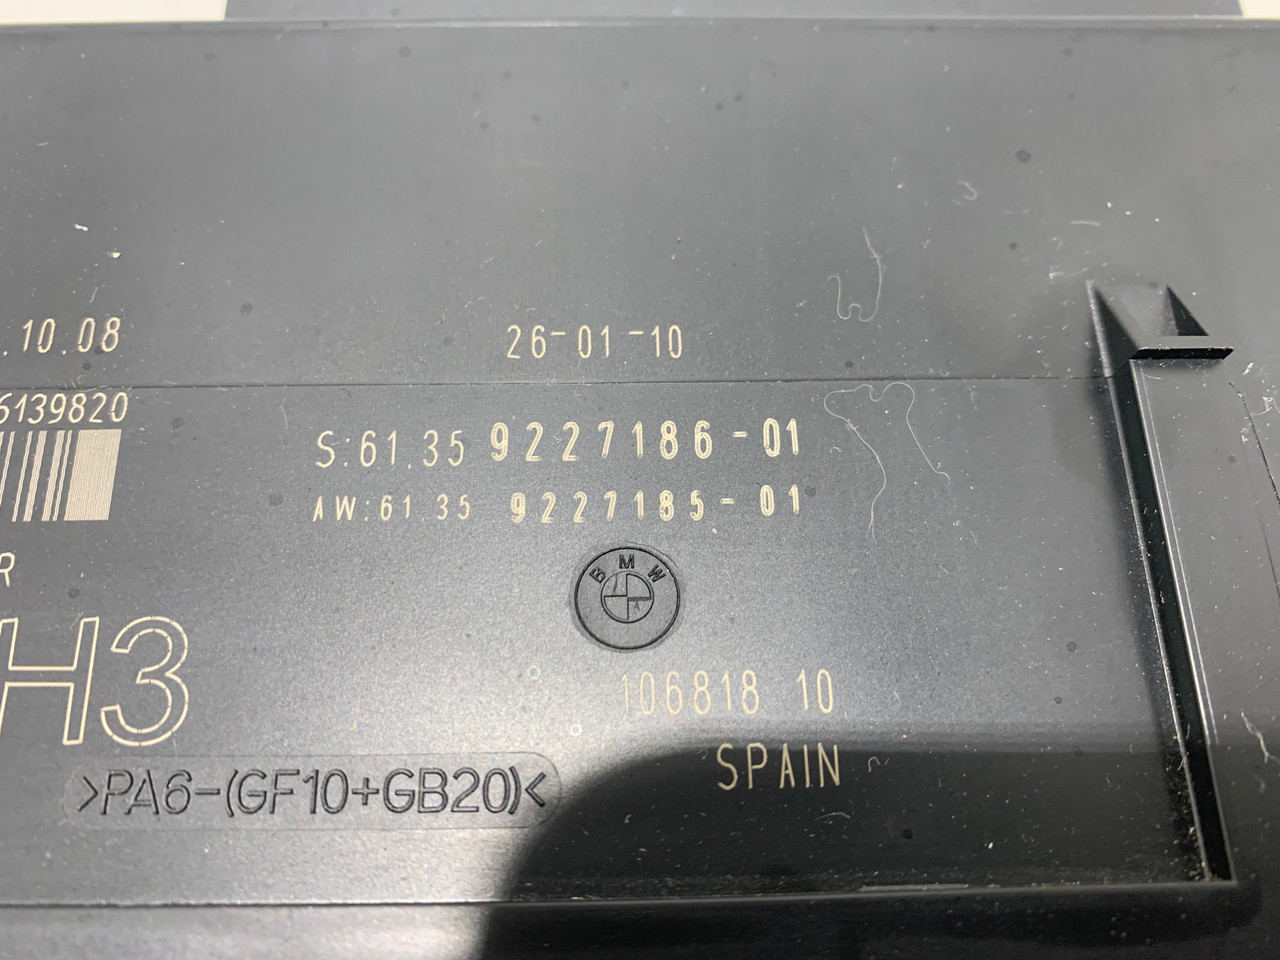 .10.08
26-01-10
6139820
S:61.35 9227186-01
AW:61.35 9227185-01
BMW
R
H3
106818 10
SPAIN
>PA6-(GF10+GB20)<